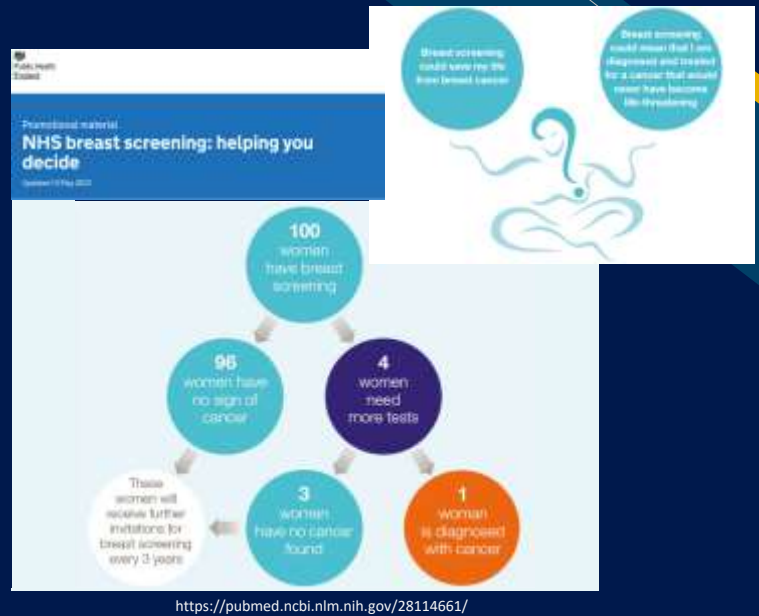 Public Health
England
Promotional material
NHS breast screening: helping you
decide
Breast screening
could save my life
from breast cancer
Breast screening
could mean that I am
diagnosed and treated
for a cancer that would
never have become
life-threatening
100
women
have breast
screening
96
women have
no sign of
cancer
4
women
need
more tests
These
women will
receive further
invitations for
breast screening
every 3 years
3
women
have no cancer
found
1
woman
is diagnosed
with cancer
https://pubmed.ncbi.nlm.nih.gov/28114661/